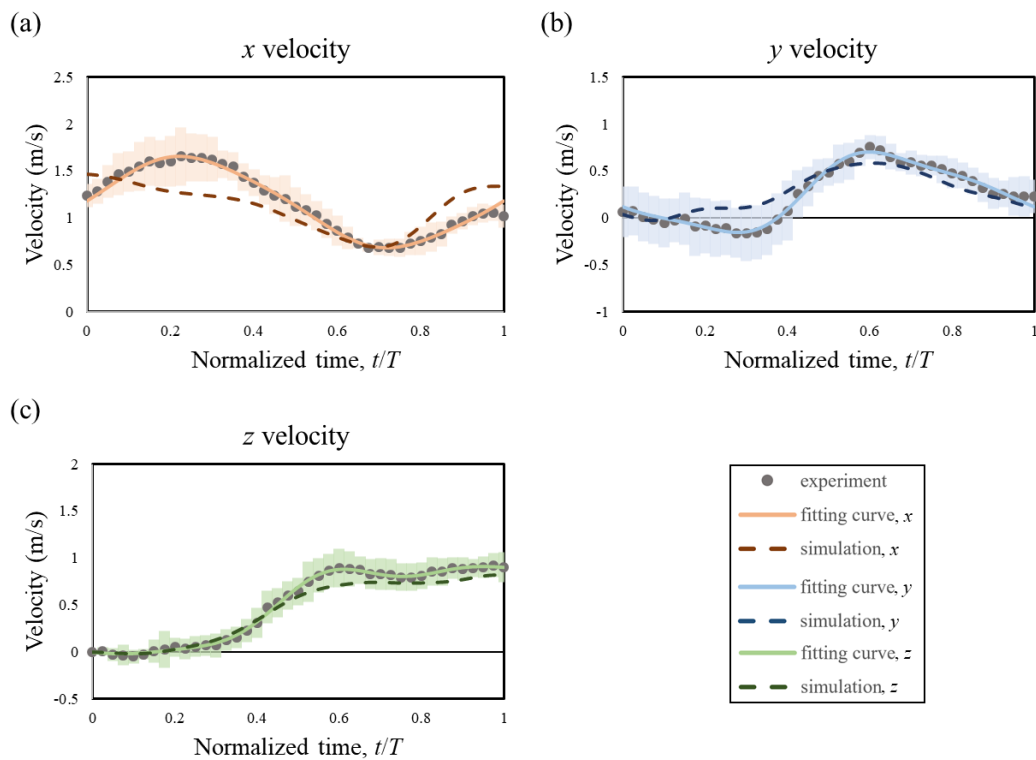 (a)
x velocity
2.5
2
1.5
1
0.5
0
0 0.2 0.4 0.6 0.8 1
Velocity (m/s)
Normalized time, t/T
(b)
y velocity
1.5
1
0.5
0
-0.5
-1
0 0.2 0.4 0.6 0.8 1
Velocity (m/s)
Normalized time, t/T
(c)
z velocity
2
1.5
1
0.5
0
-0.5
0 0.2 0.4 0.6 0.8 1
Velocity (m/s)
Normalized time, t/T
experiment
fitting curve, x
simulation, x
fitting curve, y
simulation, y
fitting curve, z
simulation, z